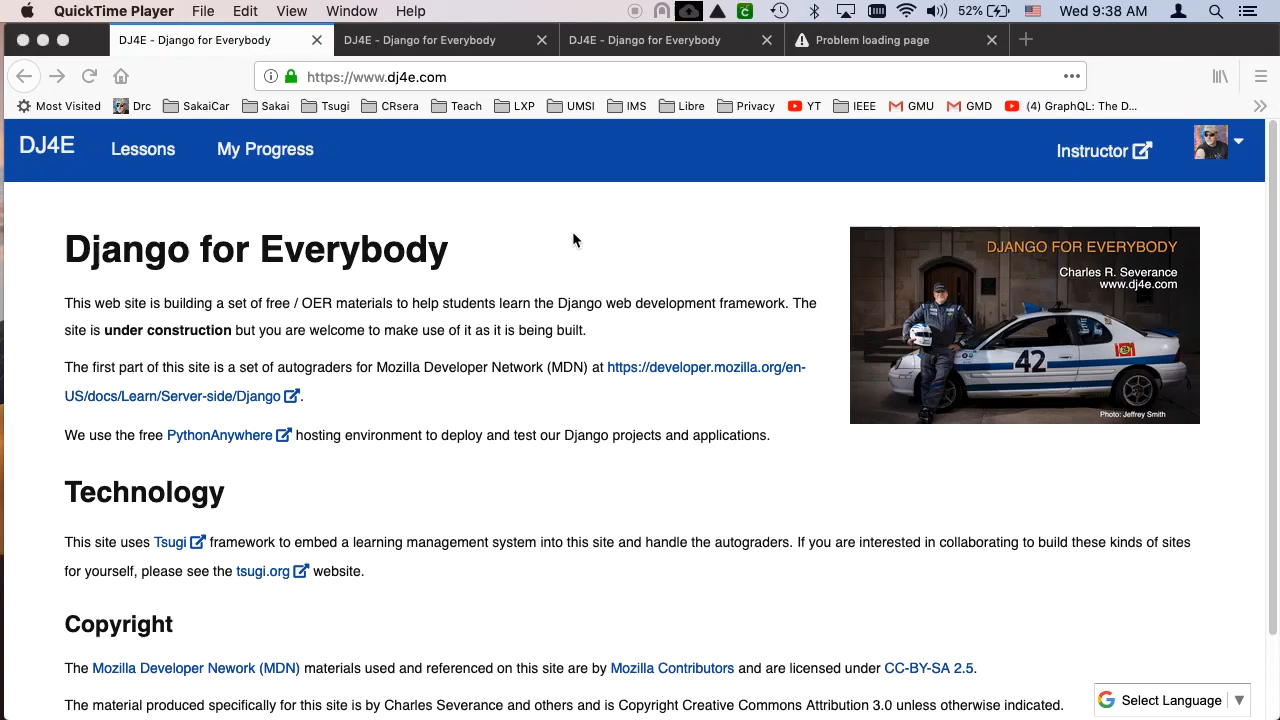 QuickTime Player File Edit View Window Help 52% Wed 9:38 AM
DJ4E - Django for Everybody DJ4E - Django for Everybody DJ4E - Django for Everybody Problem loading page
https://www.dj4e.com
Most Visited Drc SakaiCar Sakai Tsugi CRsera Teach LXP UMSI IMS Libre Privacy YT IEEE GMU GMD (4) GraphQL: The D...
DJ4E Lessons My Progress Instructor
Django for Everybody
This web site is building a set of free / OER materials to help students learn the Django web development framework. The
site is under construction but you are welcome to make use of it as it is being built.
The first part of this site is a set of autograders for Mozilla Developer Network (MDN) at https://developer.mozilla.org/en-
US/docs/Learn/Server-side/Django.
We use the free PythonAnywhere hosting environment to deploy and test our Django projects and applications.
DJANGO FOR EVERYBODY
Charles R. Severance
www.dj4e.com
42
Photo: Jeffrey Smith
Technology
This site uses Tsugi framework to embed a learning management system into this site and handle the autograders. If you are interested in collaborating to build these kinds of sites
for yourself, please see the tsugi.org website.
Copyright
The Mozilla Developer Nework (MDN) materials used and referenced on this site are by Mozilla Contributors and are licensed under CC-BY-SA 2.5.
The material produced specifically for this site is by Charles Severance and others and is Copyright Creative Commons Attribution 3.0 unless otherwise indicated.
Select Language